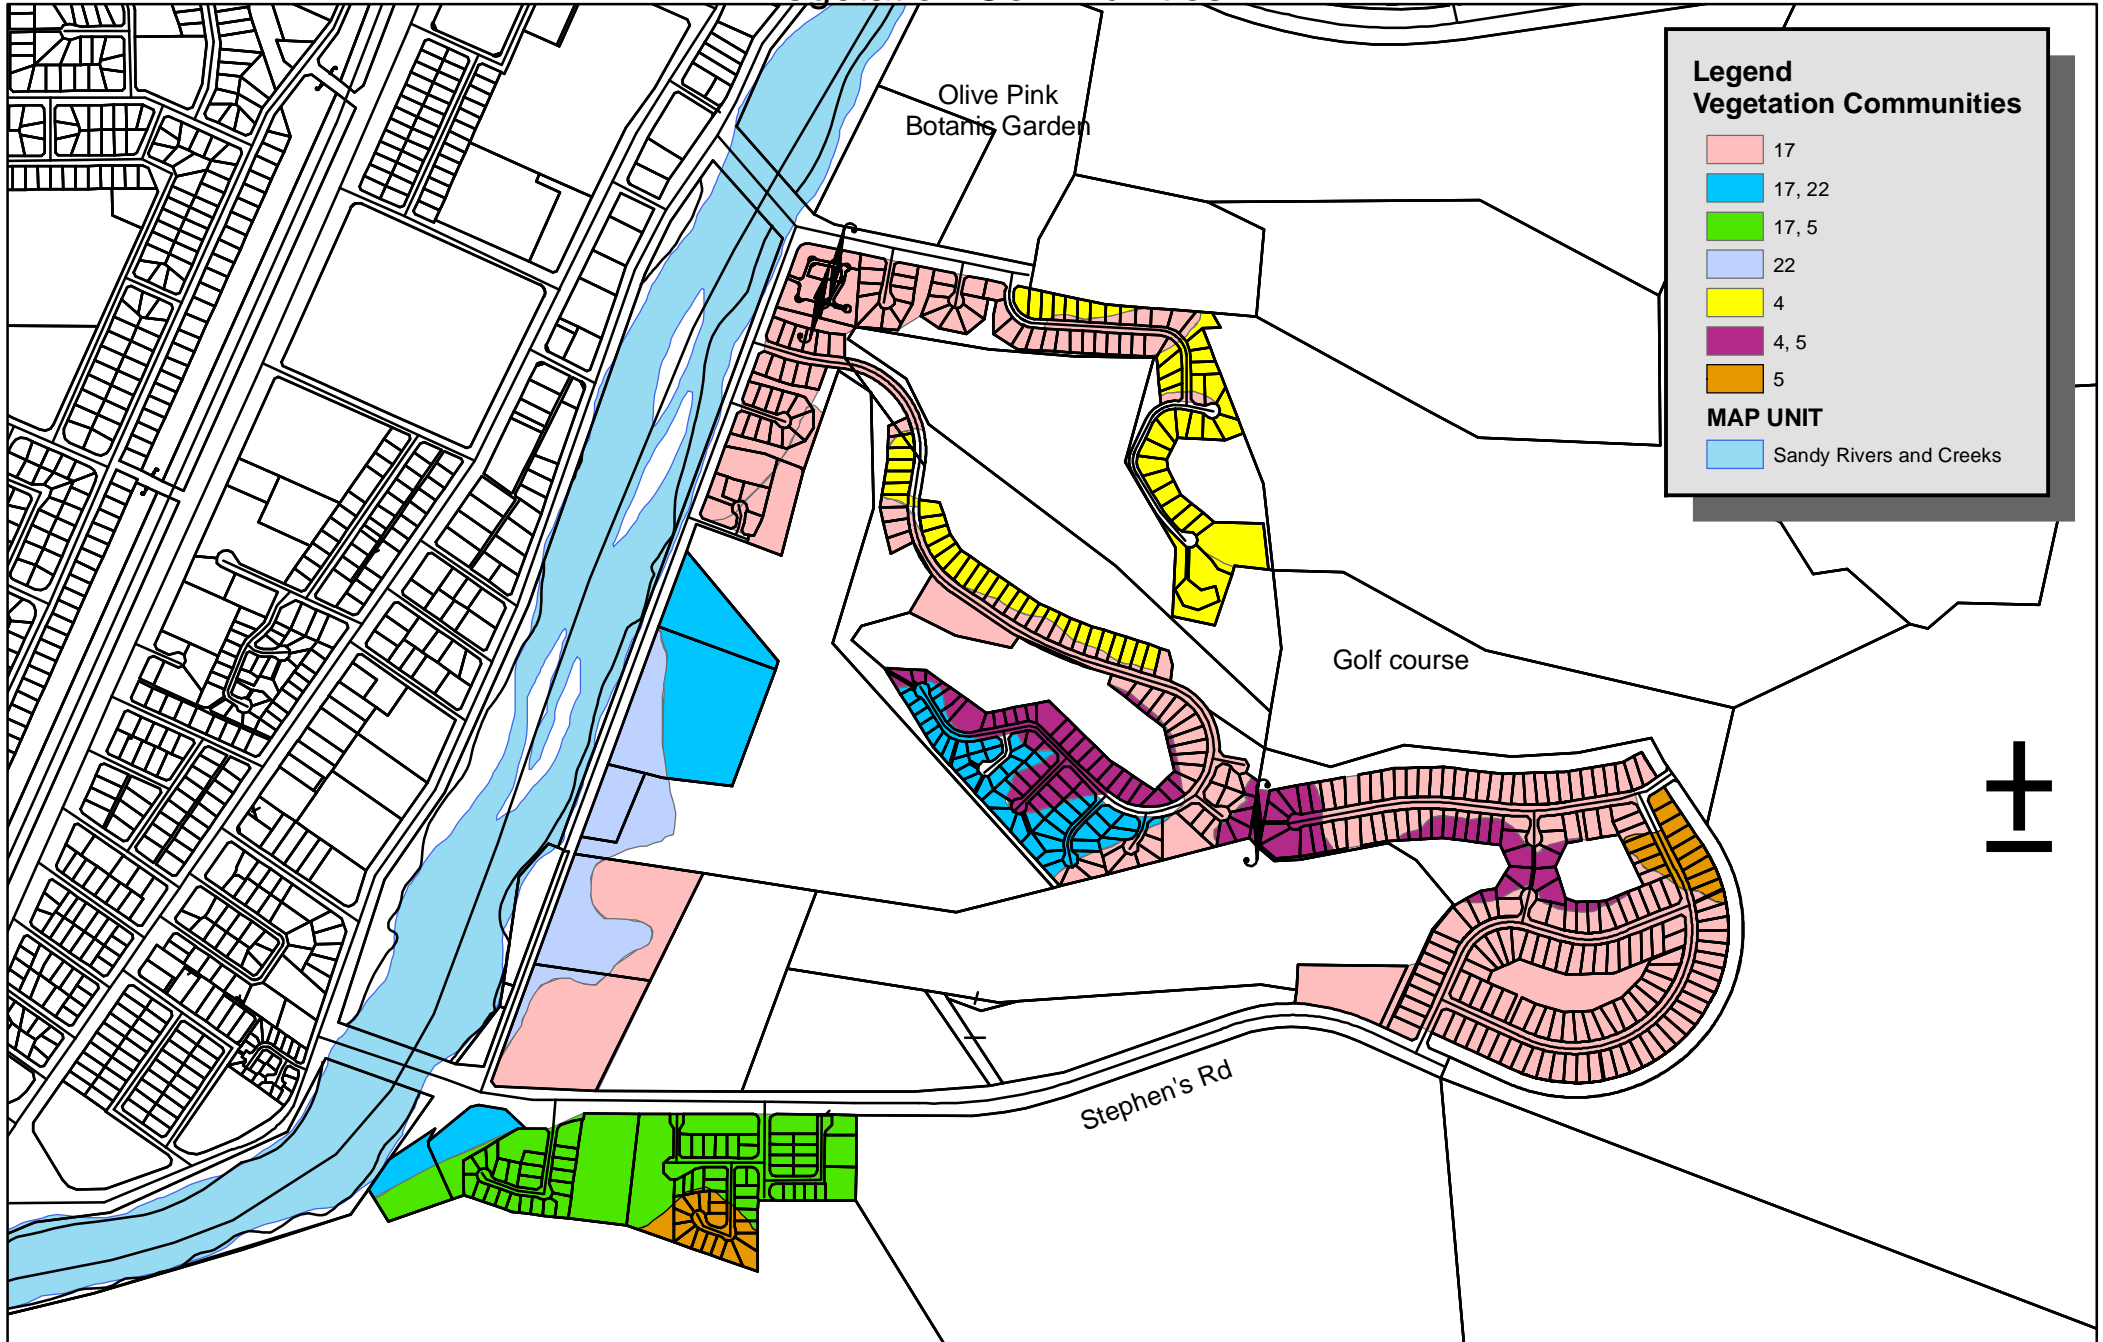 Olive Pink
Botanic Garden
Legend
Vegetation Communities
17
17, 22
17, 5
22
4
4, 5
5
MAP UNIT
Sandy Rivers and Creeks
Golf course
Stephen's Rd